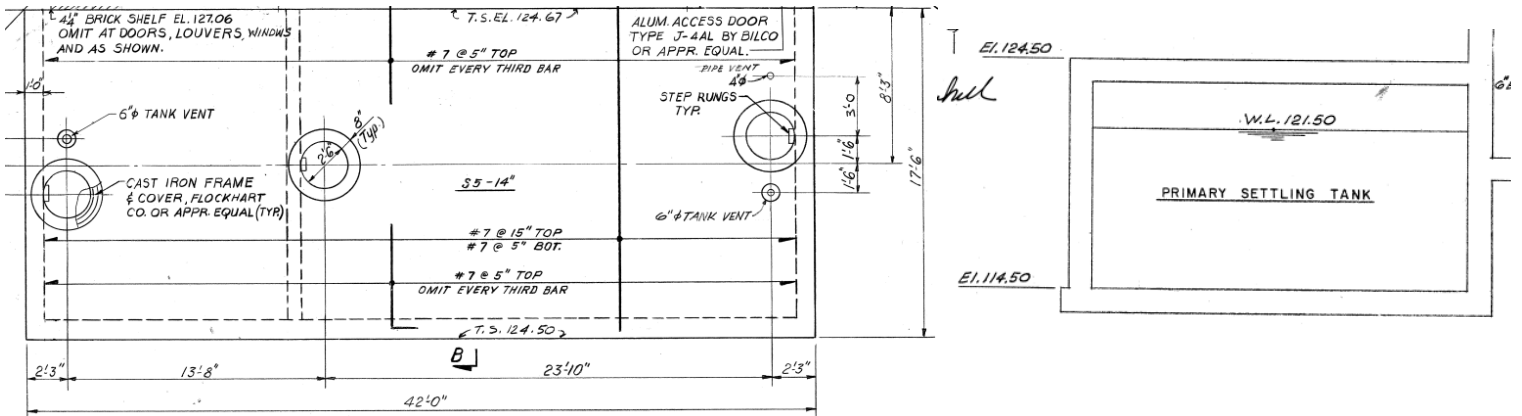 4¼" BRICK SHELF EL. 127.06
OMIT AT DOORS, LOUVERS, WINDOWS
AND AS SHOWN.
T.S. EL. 124.67
ALUM. ACCESS DOOR
TYPE J-4AL BY BILCO
OR APPR. EQUAL.
#7 @ 5" TOP
OMIT EVERY THIRD BAR
PIPE VENT
4"φ
1'-0"
6"φ TANK VENT
8"
(Typ.)
2'-6"
STEP RUNGS
TYP.
3'-0
8'-3"
1'-6"
1'-6"
17'-6"
CAST IRON FRAME
& COVER, FLOCKHART
CO. OR APPR. EQUAL (TYP.)
S5-14"
6"φ TANK VENT
#7 @ 15" TOP
#7 @ 5" BOT.
#7 @ 5" TOP
OMIT EVERY THIRD BAR
T.S. 124.50
B
2'-3"
13'-8"
23'-10"
2'-3"
42'-0"
El. 124.50
W.L. 121.50
PRIMARY SETTLING TANK
El. 114.50